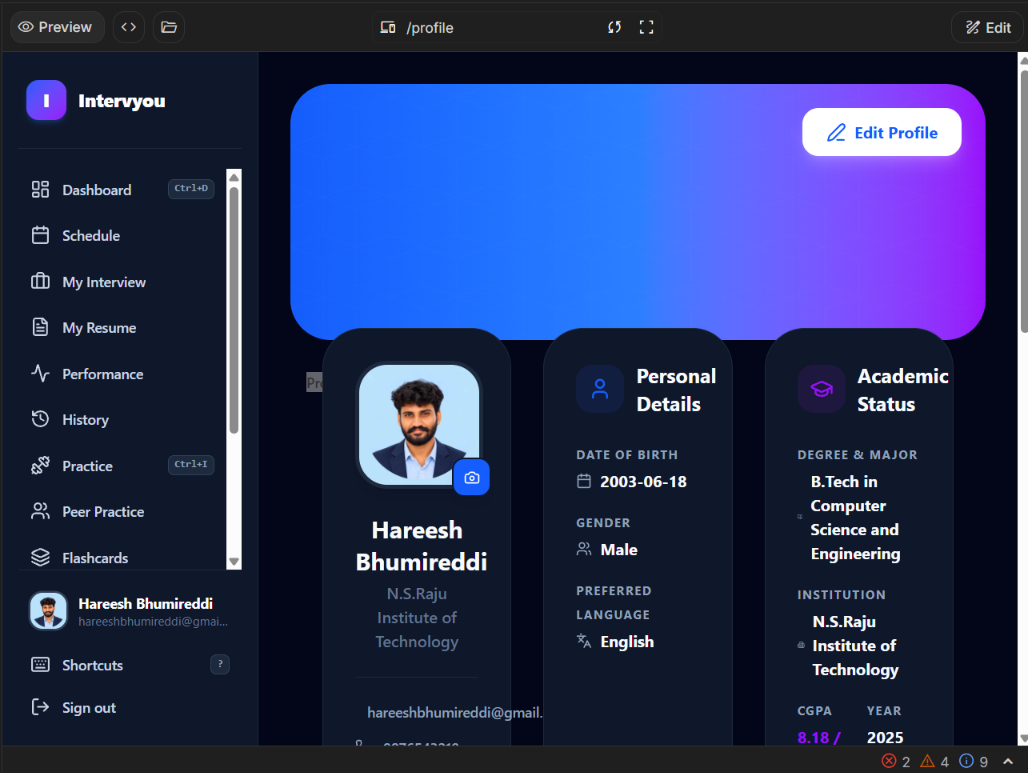 Preview
/profile
Edit
I
Intervyou
Edit Profile
Dashboard
Ctrl+D
Schedule
My Interview
My Resume
Performance
History
Practice
Ctrl+I
Peer Practice
Flashcards
Hareesh Bhumireddi
hareeshbhumireddi@gmai...
Shortcuts
?
Sign out
Hareesh
Bhumireddi
N.S.Raju
Institute of
Technology
hareeshbhumireddi@gmail.
Personal
Details
DATE OF BIRTH
2003-06-18
GENDER
Male
PREFERRED
LANGUAGE
English
Academic
Status
DEGREE & MAJOR
B.Tech in
Computer
Science and
Engineering
INSTITUTION
N.S.Raju
Institute of
Technology
CGPA
YEAR
8.18 /
2025
2
4
9